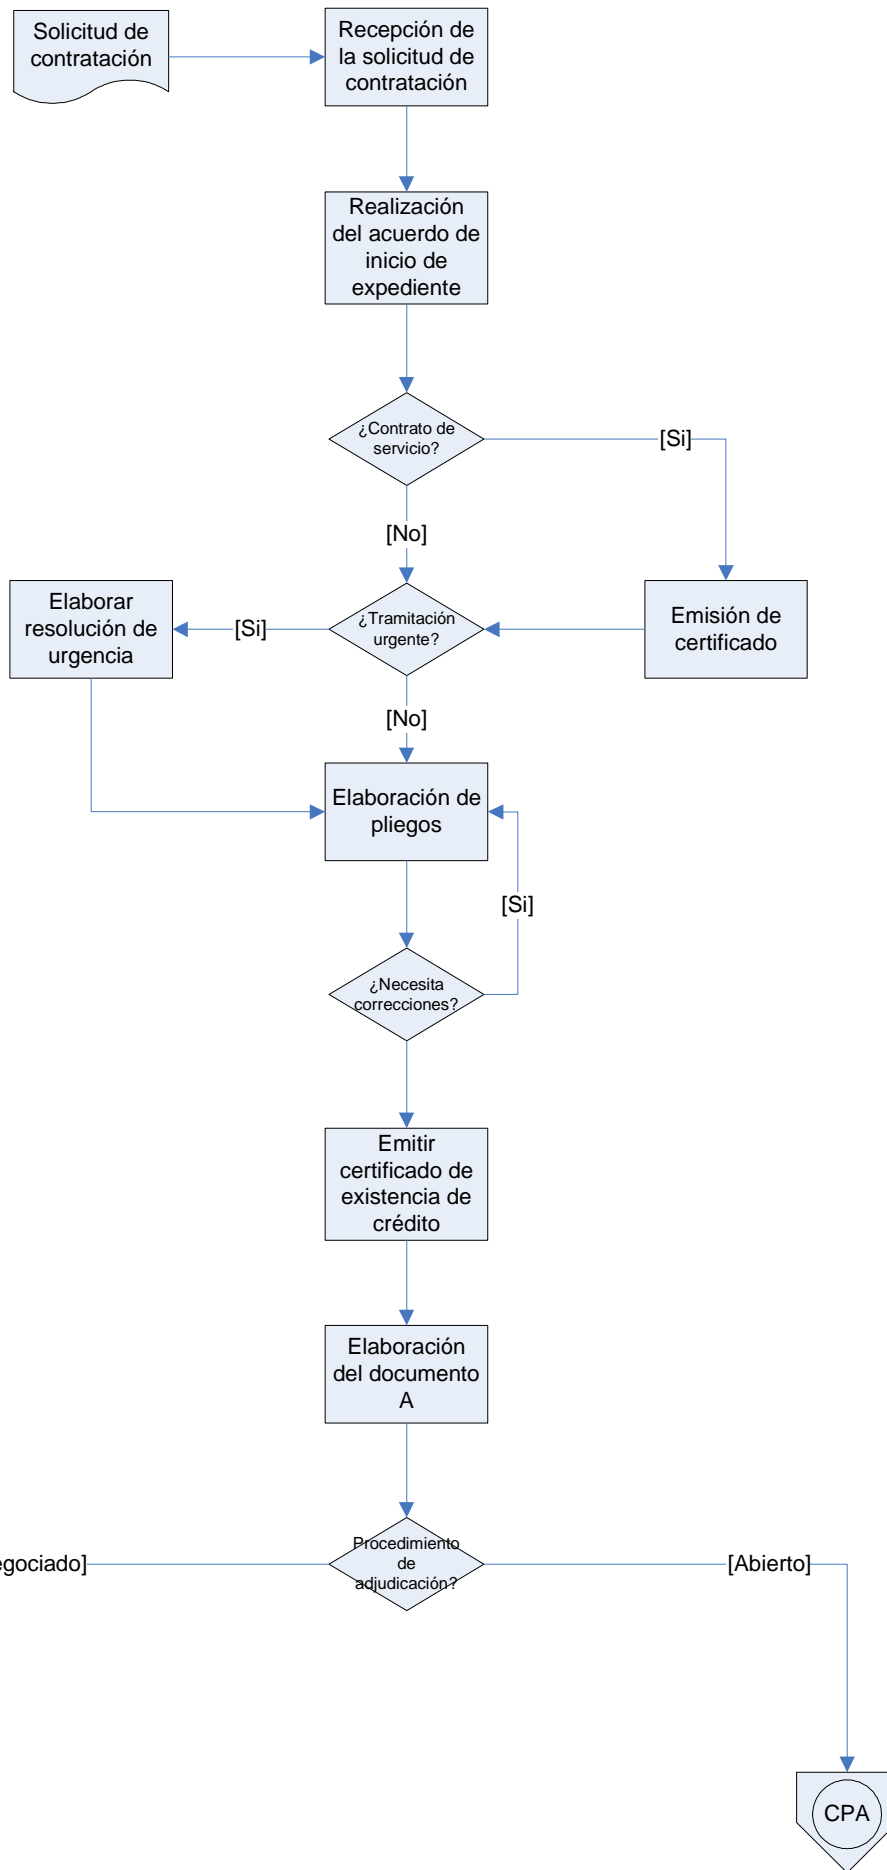 Solicitud de
contratación
Recepción de
la solicitud de
contratación
Realización
del acuerdo de
inicio de
expediente
¿Contrato de
servicio?
[Si]
[No]
Elaborar
resolución de
urgencia
[Si]
¿Tramitación
urgente?
Emisión de
certificado
[No]
Elaboración de
pliegos
[Si]
¿Necesita
correcciones?
Emitir
certificado de
existencia de
crédito
Elaboración
del documento
A
egociado]
Procedimiento
de
adjudicación?
[Abierto]
CPA